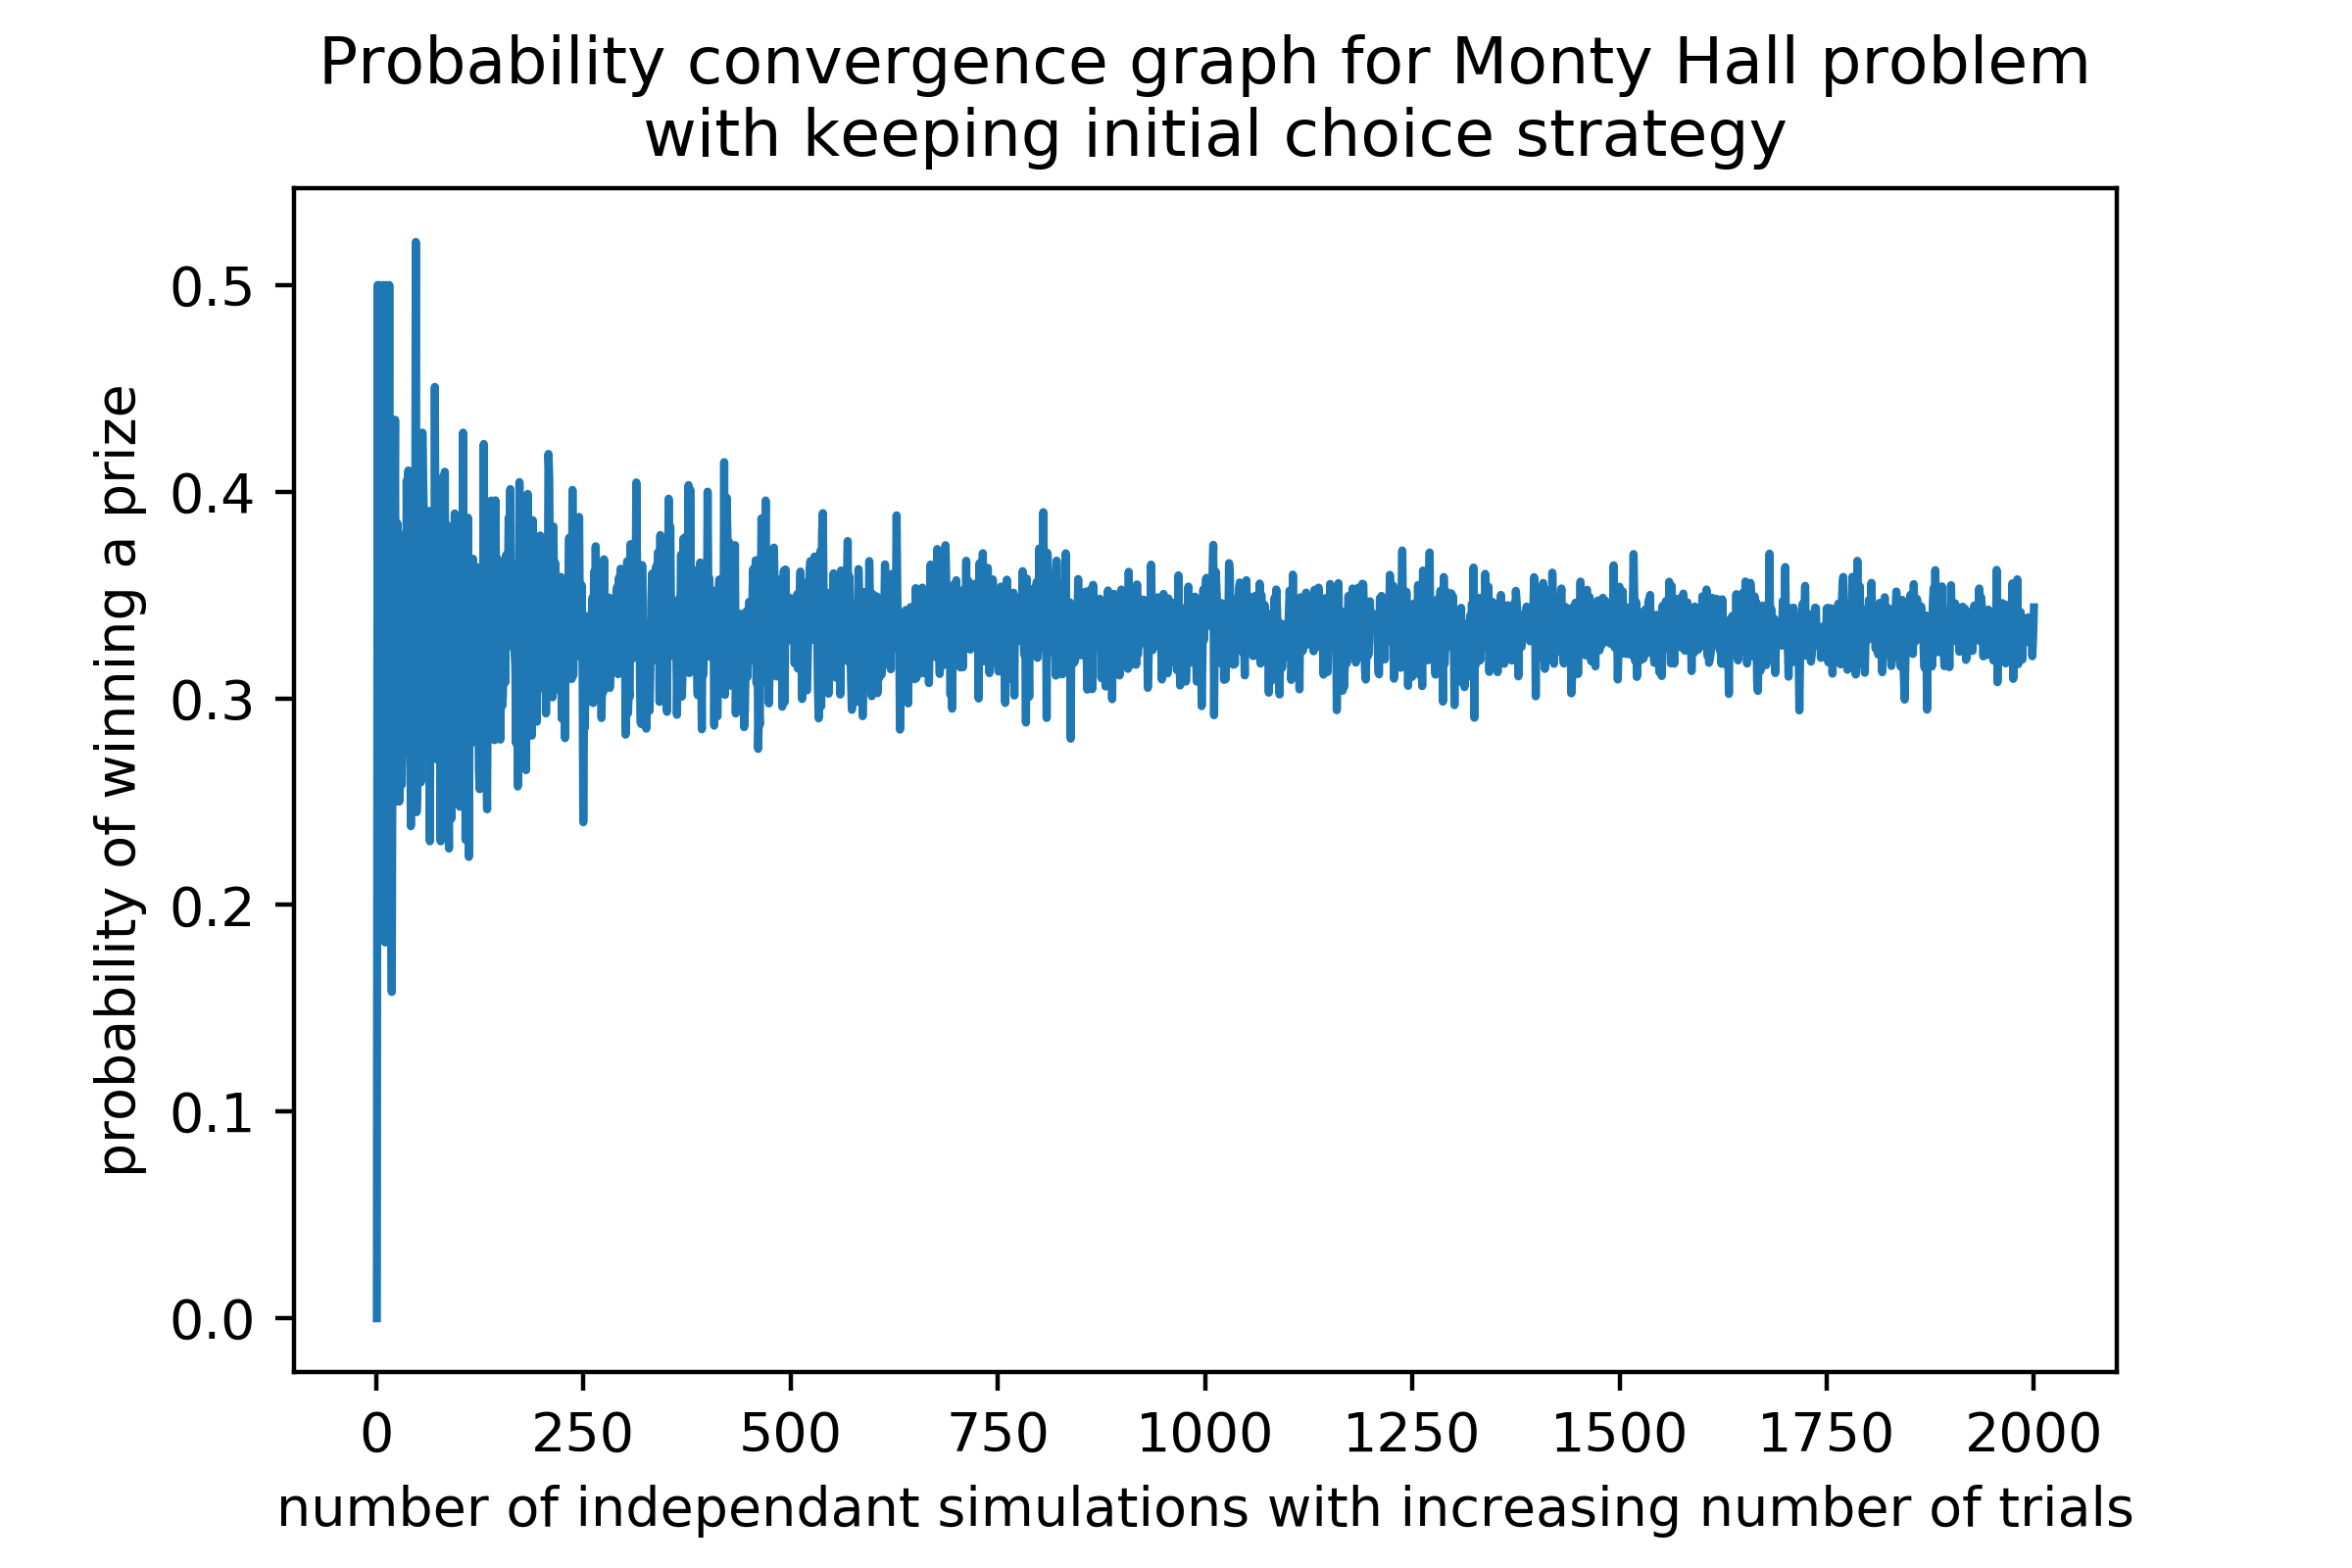 Probability convergence graph for Monty Hall problem
with keeping initial choice strategy
probability of winning a prize
0.5
0.4
0.3
0.2
0.1
0.0
0 250 500 750 1000 1250 1500 1750 2000
number of independant simulations with increasing number of trials